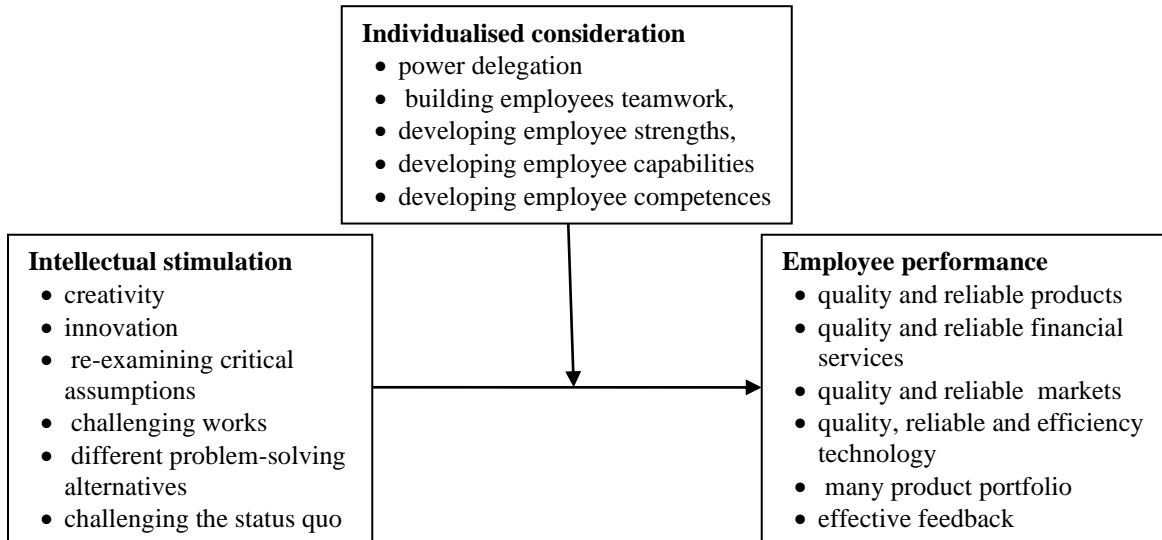 Individualised consideration
• power delegation
• building employees teamwork,
• developing employee strengths,
• developing employee capabilities
• developing employee competences
Intellectual stimulation
• creativity
• innovation
• re-examining critical
assumptions
• challenging works
• different problem-solving
alternatives
• challenging the status quo
Employee performance
• quality and reliable products
• quality and reliable financial
services
• quality and reliable markets
• quality, reliable and efficiency
technology
• many product portfolio
• effective feedback